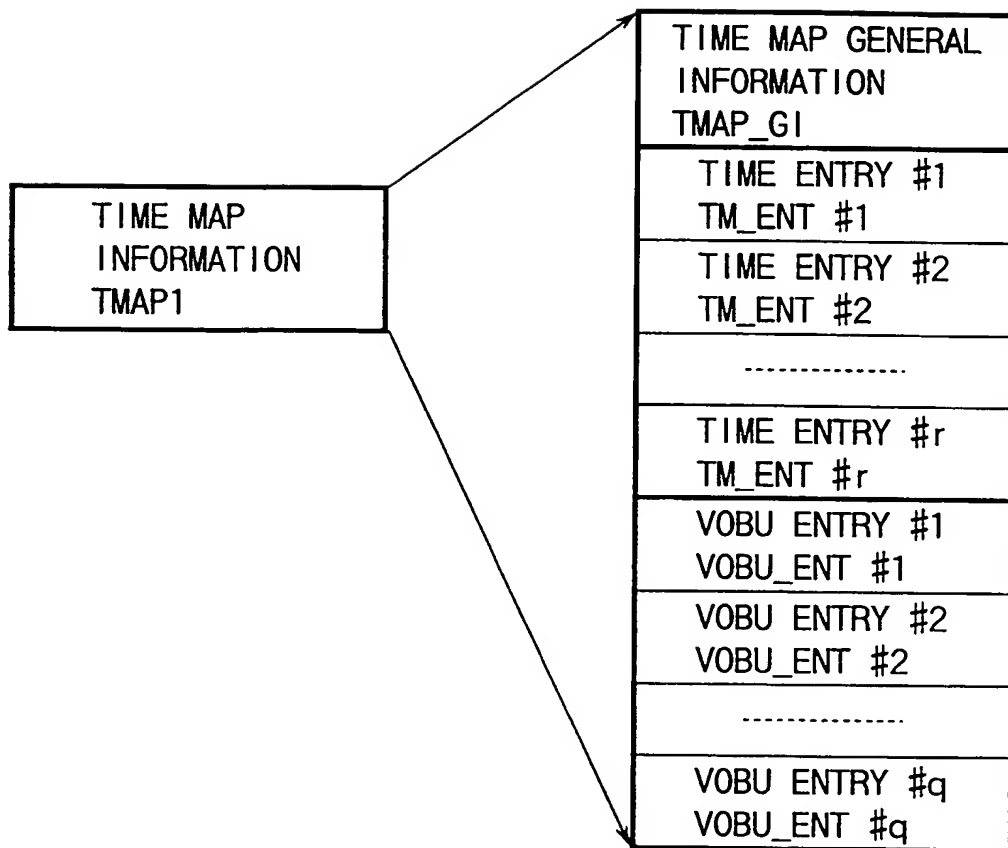 TIME MAP
INFORMATION
TMAP1
TIME MAP GENERAL
INFORMATION
TMAP_GI
TIME ENTRY #1
TM_ENT #1
TIME ENTRY #2
TM_ENT #2
TIME ENTRY #r
TM_ENT #r
VOBU ENTRY #1
VOBU_ENT #1
VOBU ENTRY #2
VOBU_ENT #2
VOBU ENTRY #q
VOBU_ENT #q